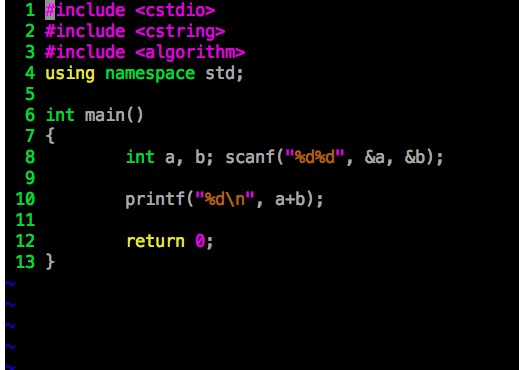 1 #include <cstdio>
2 #include <cstring>
3 #include <algorithm>
4 using namespace std;
5
6 int main()
7 {
8         int a, b; scanf("%d%d", &a, &b);
9
10         printf("%d\n", a+b);
11
12         return 0;
13 }
~
~
~
~
~